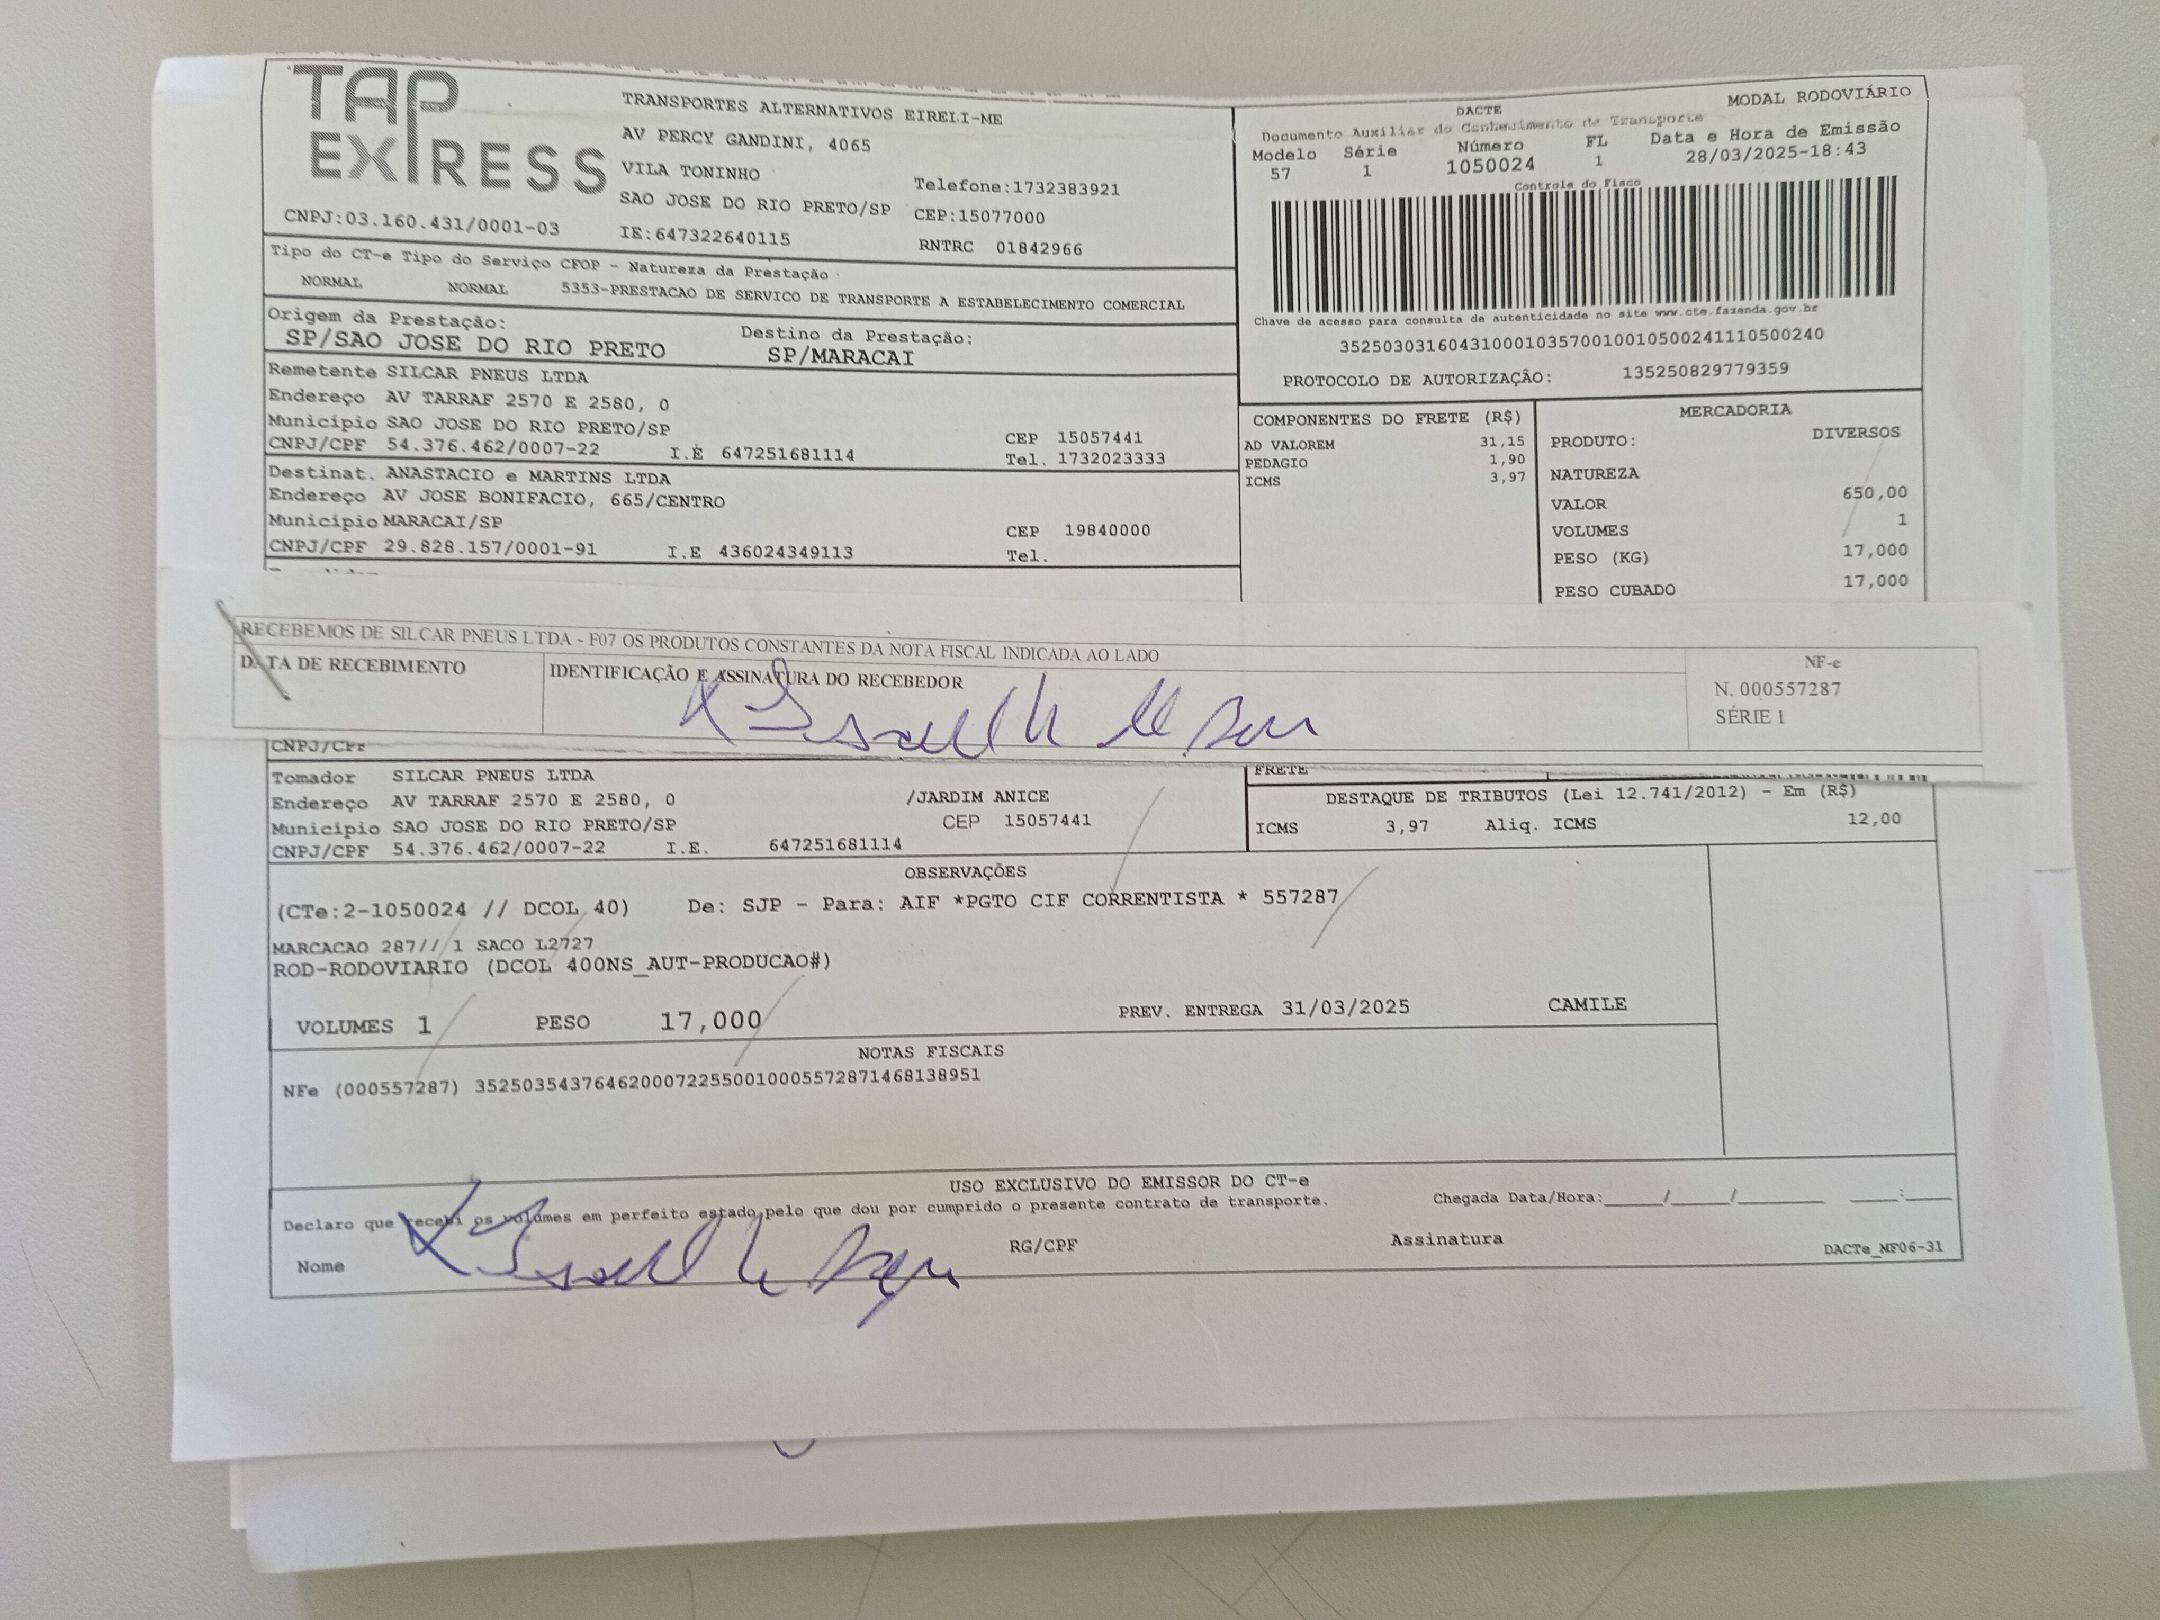 TAP EXPRESS
TRANSPORTES ALTERNATIVOS EIRELI-ME
AV PERCY GANDINI, 4065
VILA TONINHO
Telefone:1732383921
SAO JOSE DO RIO PRETO/SP CEP:15077000
CNPJ:03.160.431/0001-03 IE:647322640115 RNTRC 01842966
DACTE MODAL RODOVIÁRIO
Documento Auxiliar do Conhecimento de Transporte
Modelo Série Número FL Data e Hora de Emissão
57 1 1050024 1 28/03/2025-18:43
Controle do Fisco
Chave de acesso para consulta de autenticidade no site www.cte.fazenda.gov.br
35250303160431000103570010010500241110500240
PROTOCOLO DE AUTORIZAÇÃO: 135250829779359
Tipo do CT-e Tipo do Serviço CFOP - Natureza da Prestação
NORMAL NORMAL 5353-PRESTACAO DE SERVICO DE TRANSPORTE A ESTABELECIMENTO COMERCIAL
Origem da Prestação: Destino da Prestação:
SP/SAO JOSE DO RIO PRETO SP/MARACAI
Remetente SILCAR PNEUS LTDA
Endereço AV TARRAF 2570 E 2580, 0
Município SAO JOSE DO RIO PRETO/SP CEP 15057441
CNPJ/CPF 54.376.462/0007-22 I.E 647251681114 Tel. 1732023333
Destinat. ANASTACIO e MARTINS LTDA
Endereço AV JOSE BONIFACIO, 665/CENTRO
Município MARACAI/SP CEP 19840000
CNPJ/CPF 29.828.157/0001-91 I.E 436024349113 Tel.
COMPONENTES DO FRETE (R$)
AD VALOREM 31,15
PEDAGIO 1,90
ICMS 3,97
MERCADORIA
PRODUTO: DIVERSOS
NATUREZA
VALOR 650,00
VOLUMES 1
PESO (KG) 17,000
PESO CUBADO 17,000
RECEBEMOS DE SILCAR PNEUS LTDA - F07 OS PRODUTOS CONSTANTES DA NOTA FISCAL INDICADA AO LADO
DATA DE RECEBIMENTO IDENTIFICAÇÃO E ASSINATURA DO RECEBEDOR
NF-e
N. 000557287
SÉRIE 1
CNPJ/CPF
FRETE
Tomador SILCAR PNEUS LTDA
Endereço AV TARRAF 2570 E 2580, 0 /JARDIM ANICE
Município SAO JOSE DO RIO PRETO/SP CEP 15057441
CNPJ/CPF 54.376.462/0007-22 I.E. 647251681114
DESTAQUE DE TRIBUTOS (Lei 12.741/2012) - Em (R$)
ICMS 3,97 Aliq. ICMS 12,00
OBSERVAÇÕES
(CTe:2-1050024 // DCOL 40) De: SJP - Para: AIF *PGTO CIF CORRENTISTA * 557287
MARCACAO 287// 1 SACO L2727
ROD-RODOVIARIO (DCOL 400NS_AUT-PRODUCAO#)
VOLUMES 1 PESO 17,000 PREV. ENTREGA 31/03/2025 CAMILE
NOTAS FISCAIS
NFe (000557287) 35250354376462000722550010005572871468138951
USO EXCLUSIVO DO EMISSOR DO CT-e
Declaro que recebi os volumes em perfeito estado pelo que dou por cumprido o presente contrato de transporte. Chegada Data/Hora:____/____/______ ___:___
Nome RG/CPF Assinatura DACTe_MF06-31